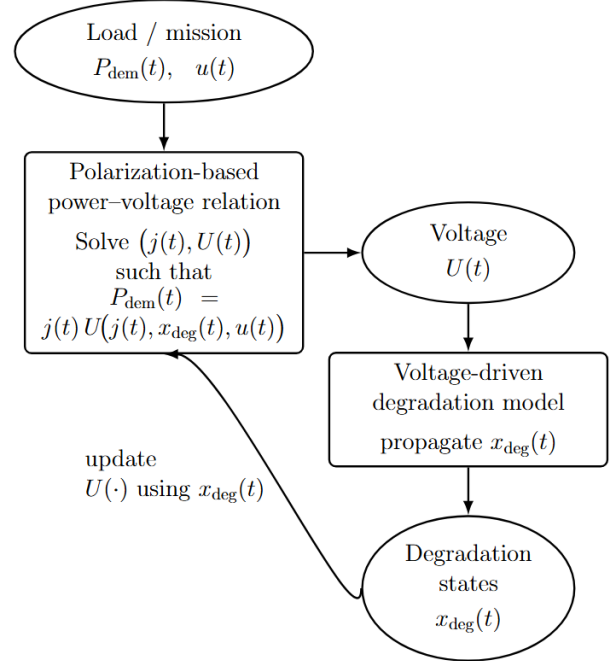 Load / mission
P_dem(t), u(t)
Polarization-based
power–voltage relation
Solve (j(t), U(t))
such that
P_dem(t) =
j(t) U(j(t), x_deg(t), u(t))
Voltage
U(t)
Voltage-driven
degradation model
propagate x_deg(t)
update
U(·) using x_deg(t)
Degradation
states
x_deg(t)